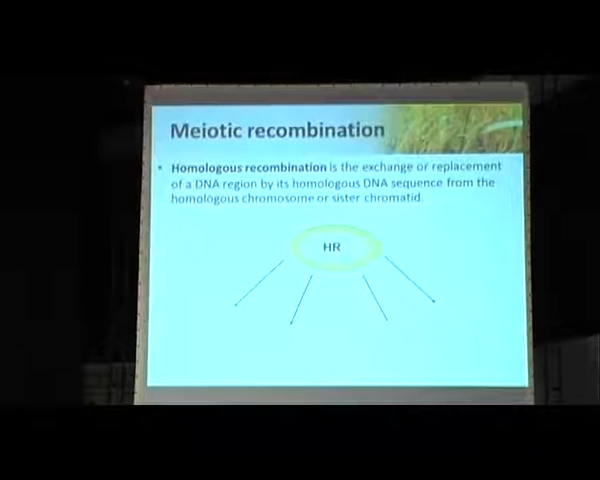 Meiotic recombination
• Homologous recombination is the exchange or replacement
of a DNA region by its homologous DNA sequence from the
homologous chromosome or sister chromatid.
HR